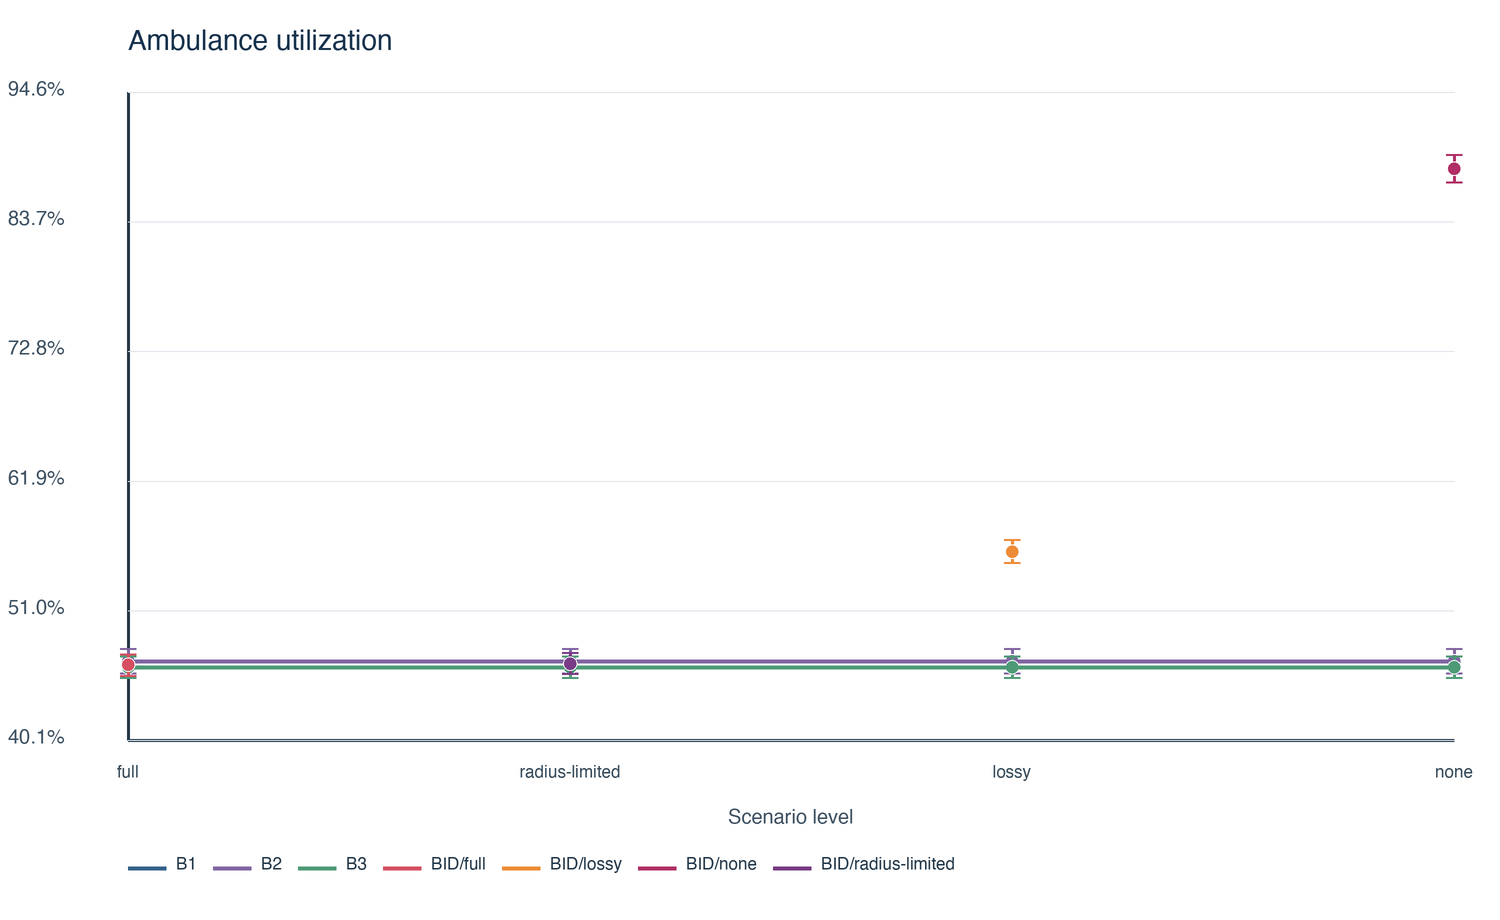 Ambulance utilization
94.6%
83.7%
72.8%
61.9%
51.0%
40.1%
full radius-limited lossy none
Scenario level
B1 B2 B3 BID/full BID/lossy BID/none BID/radius-limited